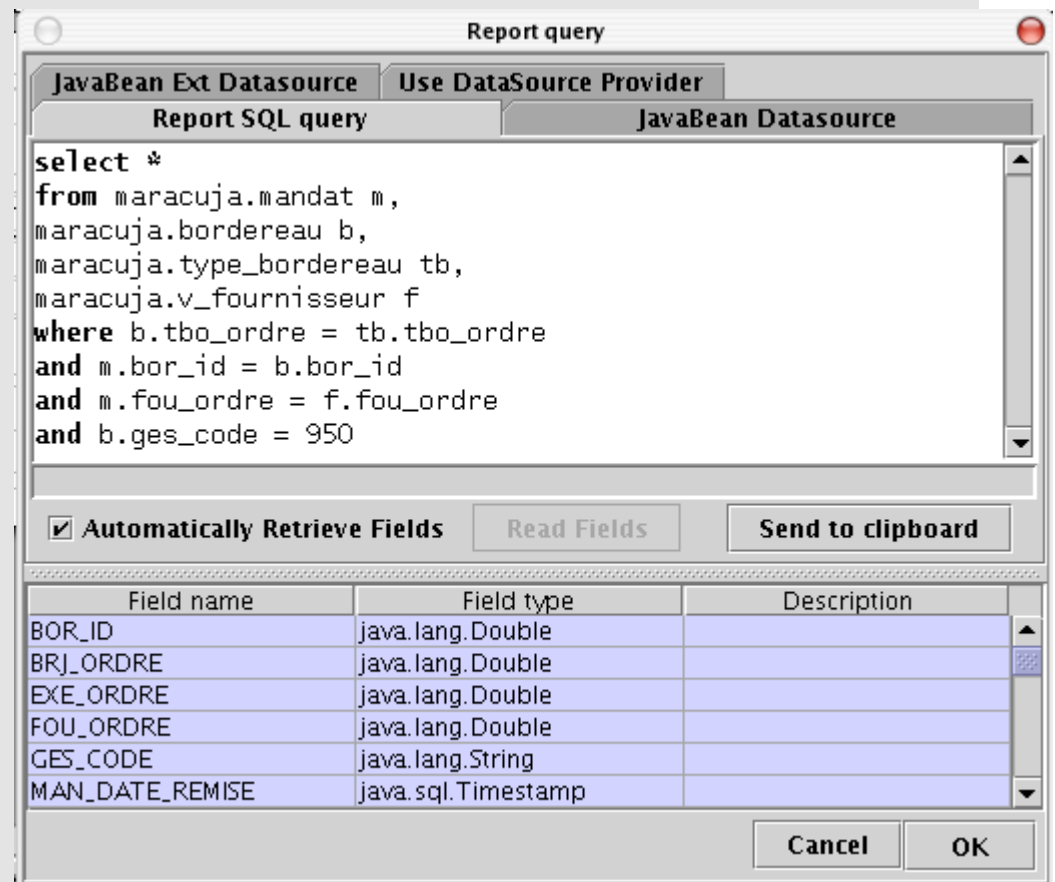 Report query
JavaBean Ext Datasource Use DataSource Provider
Report SQL query JavaBean Datasource
select *
from maracuja.mandat m,
maracuja.bordereau b,
maracuja.type_bordereau tb,
maracuja.v_fournisseur f
where b.tbo_ordre = tb.tbo_ordre
and m.bor_id = b.bor_id
and m.fou_ordre = f.fou_ordre
and b.ges_code = 950
Automatically Retrieve Fields Read Fields Send to clipboard
Field name Field type Description
BOR_ID java.lang.Double
BRJ_ORDRE java.lang.Double
EXE_ORDRE java.lang.Double
FOU_ORDRE java.lang.Double
GES_CODE java.lang.String
MAN_DATE_REMISE java.sql.Timestamp
Cancel OK